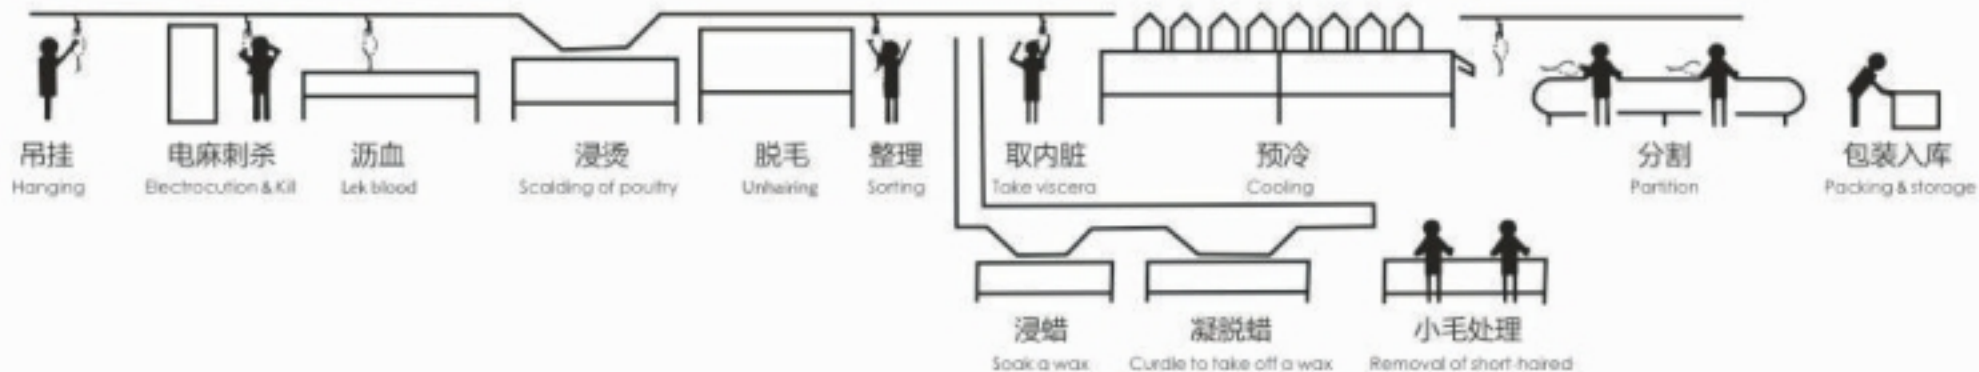 吊挂
Hanging
电麻刺杀
Electrocution & Kill
沥血
Lek blood
浸烫
Scalding of poultry
脱毛
Unhairing
整理
Sorting
取内脏
Take viscera
预冷
Cooling
分割
Partition
包装入库
Packing & storage
浸蜡
Soak a wax
凝脱蜡
Curdle to take off a wax
小毛处理
Removal of short-haired